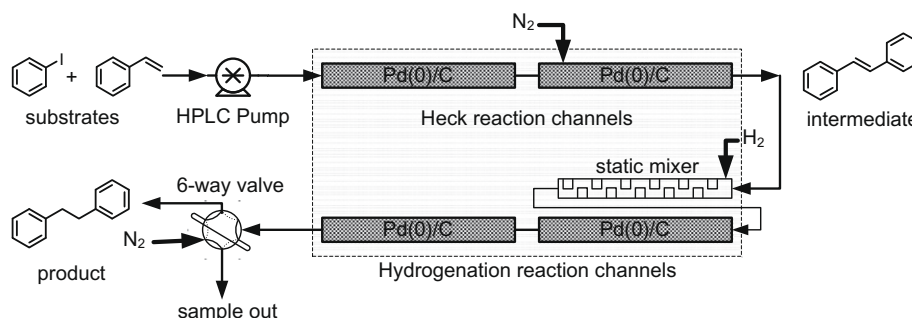 N2
I
+
substrates
HPLC Pump
Pd(0)/C
Pd(0)/C
Heck reaction channels
intermediate
H2
static mixer
6-way valve
N2
Pd(0)/C
Pd(0)/C
product
Hydrogenation reaction channels
sample out